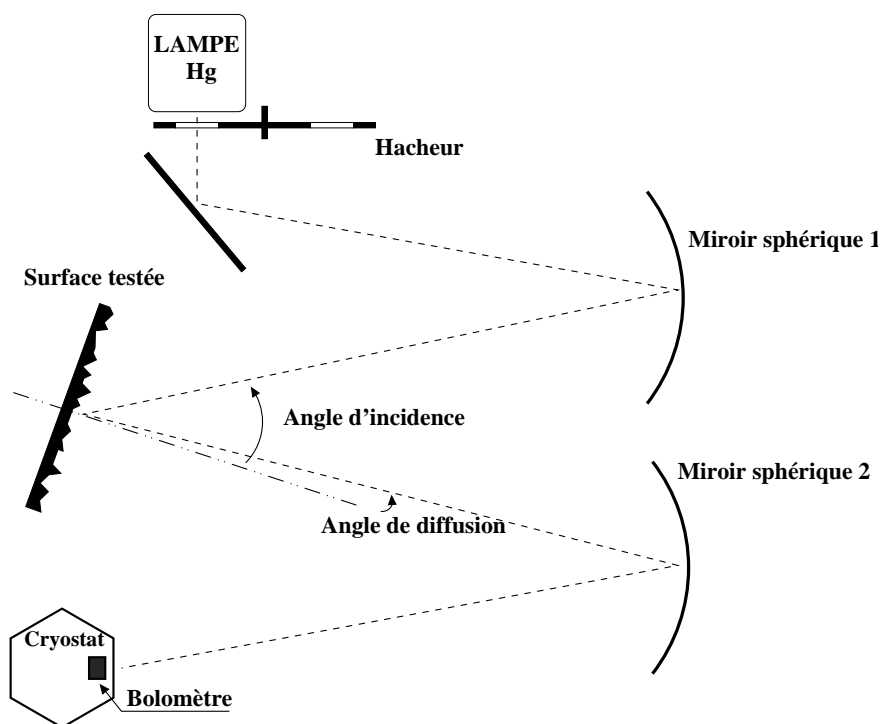 LAMPE
Hg
Hacheur
Miroir sphérique 1
Surface testée
Angle d'incidence
Miroir sphérique 2
Angle de diffusion
Cryostat
Bolomètre